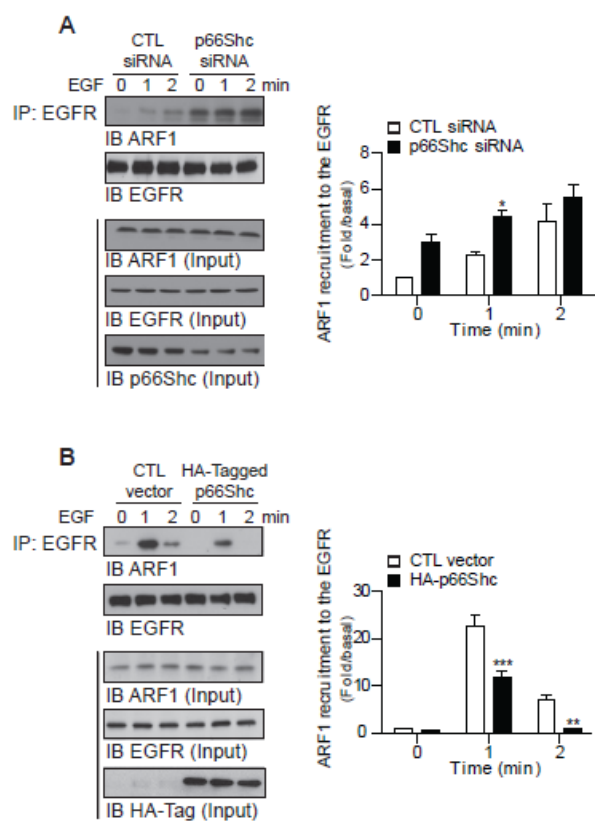 A
CTL siRNA p66Shc siRNA
EGF 0 1 2 0 1 2 min
IP: EGFR
IB ARF1
IB EGFR
IB ARF1 (Input)
IB EGFR (Input)
IB p66Shc (Input)
CTL siRNA
p66Shc siRNA
ARF1 recruitment to the EGFR
(Fold/basal)
8
6
4
2
0
*
0 1 2
Time (min)
B
CTL vector HA-Tagged p66Shc
EGF 0 1 2 0 1 2 min
IP: EGFR
IB ARF1
IB EGFR
IB ARF1 (Input)
IB EGFR (Input)
IB HA-Tag (Input)
CTL vector
HA-p66Shc
ARF1 recruitment to the EGFR
(Fold/basal)
30
20
10
0
***
**
0 1 2
Time (min)